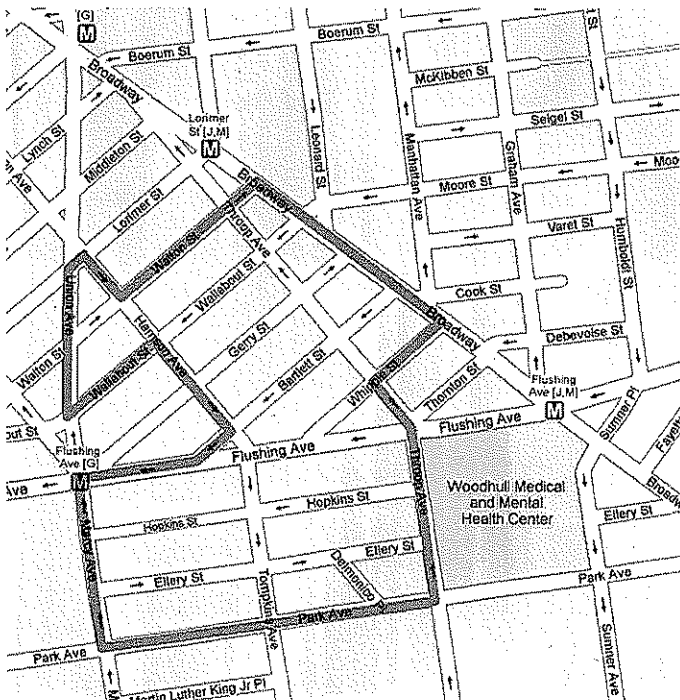 [G]
M
Boerum St
Boerum St
Broadway
McKibben St
Lorimer
St [J,M]
M
Seigel St
Lynch St
Middleton St
Leonard St
Manhattan Ave
Graham Ave
Moore St
Lorimer St
Broadway
Throop Ave
Walton St
Varet St
Humboldt St
Wallabout St
Union Ave
Cook St
Broadway
Harrison Ave
Gerry St
Debevoise St
Walton St
Wallabout St
Bartlett St
Whipple St
Thornton St
Flushing
Ave [J,M]
M
Sumner Pl
Flushing
Ave [G]
M
Flushing Ave
Flushing Ave
Ave
Throop Ave
Woodhull Medical
and Mental
Health Center
Hopkins St
Hopkins St
Ellery St
Marcy Ave
Ellery St
Ellery St
Delmonico P
Tompkins Ave
Park Ave
Park Ave
Park Ave
Sumner Ave
Martin Luther King Jr Pl